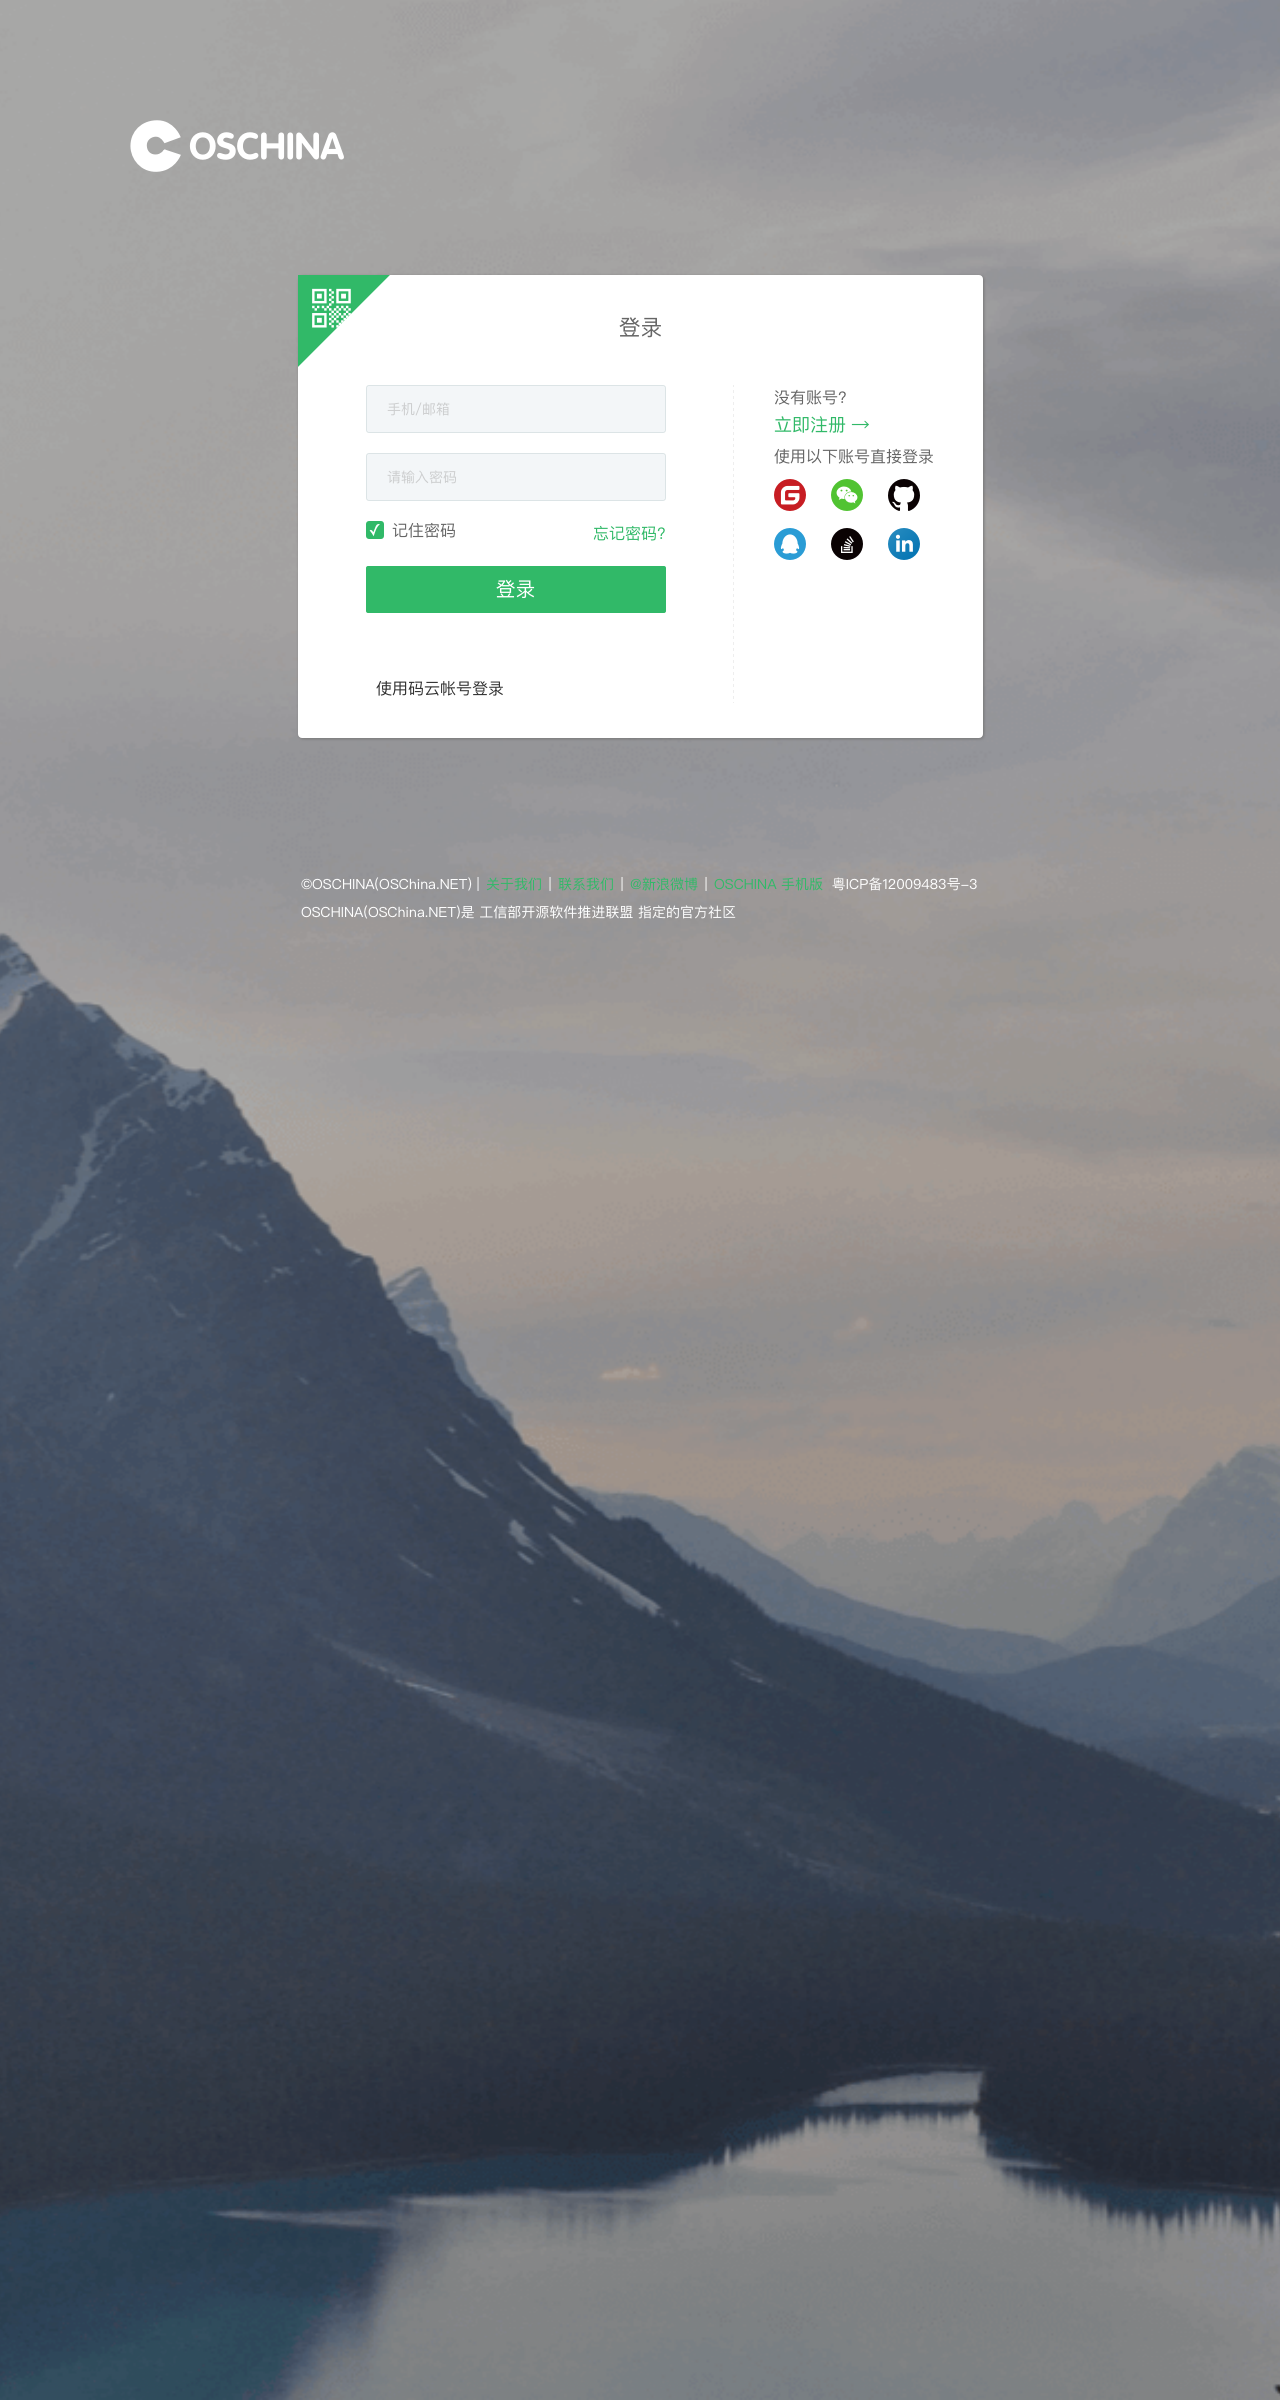 OSCHINA
登录
手机/邮箱
请输入密码
记住密码
忘记密码?
登录
使用码云帐号登录
没有账号?
立即注册 →
使用以下账号直接登录
©OSCHINA(OSChina.NET) | 关于我们 | 联系我们 | @新浪微博 | OSCHINA 手机版 粤ICP备12009483号-3
OSCHINA(OSChina.NET)是 工信部开源软件推进联盟 指定的官方社区